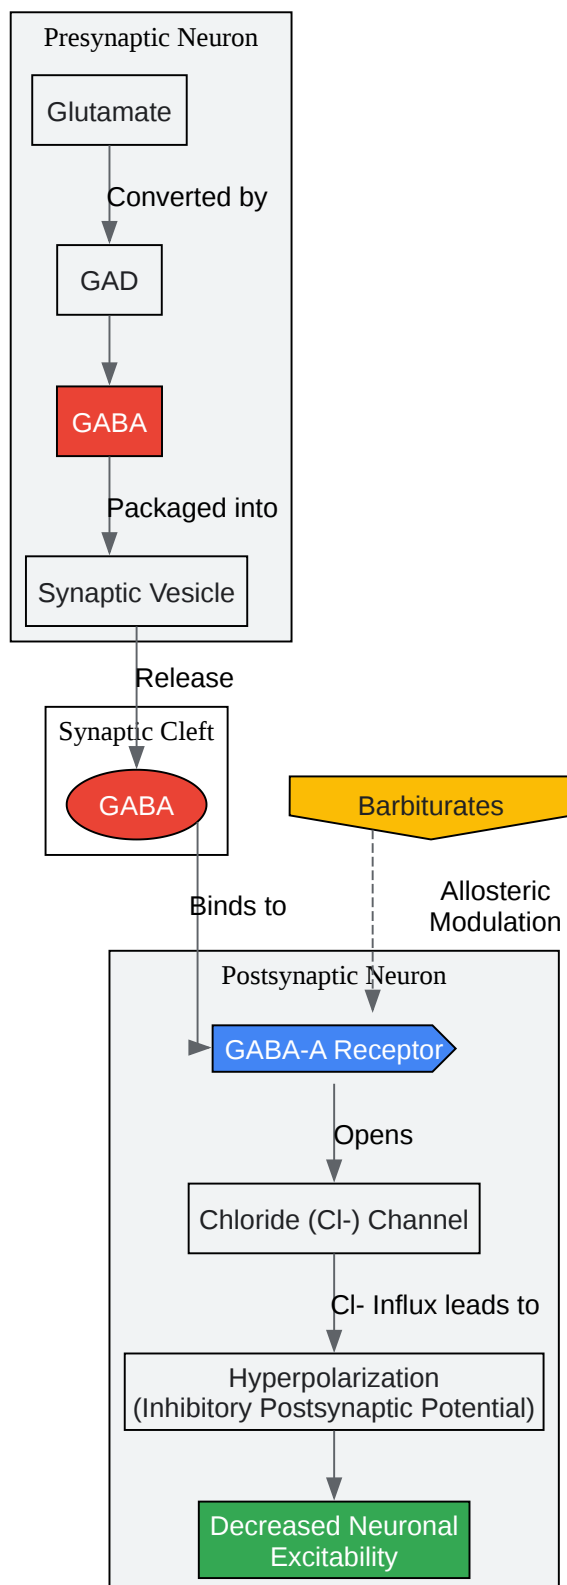 Presynaptic Neuron
Glutamate
Converted by
GAD
GABA
Packaged into
Synaptic Vesicle
Release
Synaptic Cleft
GABA
Barbiturates
Binds to
Allosteric
Modulation
Postsynaptic Neuron
GABA-A Receptor
Opens
Chloride (Cl-) Channel
Cl- Influx leads to
Hyperpolarization
(Inhibitory Postsynaptic Potential)
Decreased Neuronal
Excitability